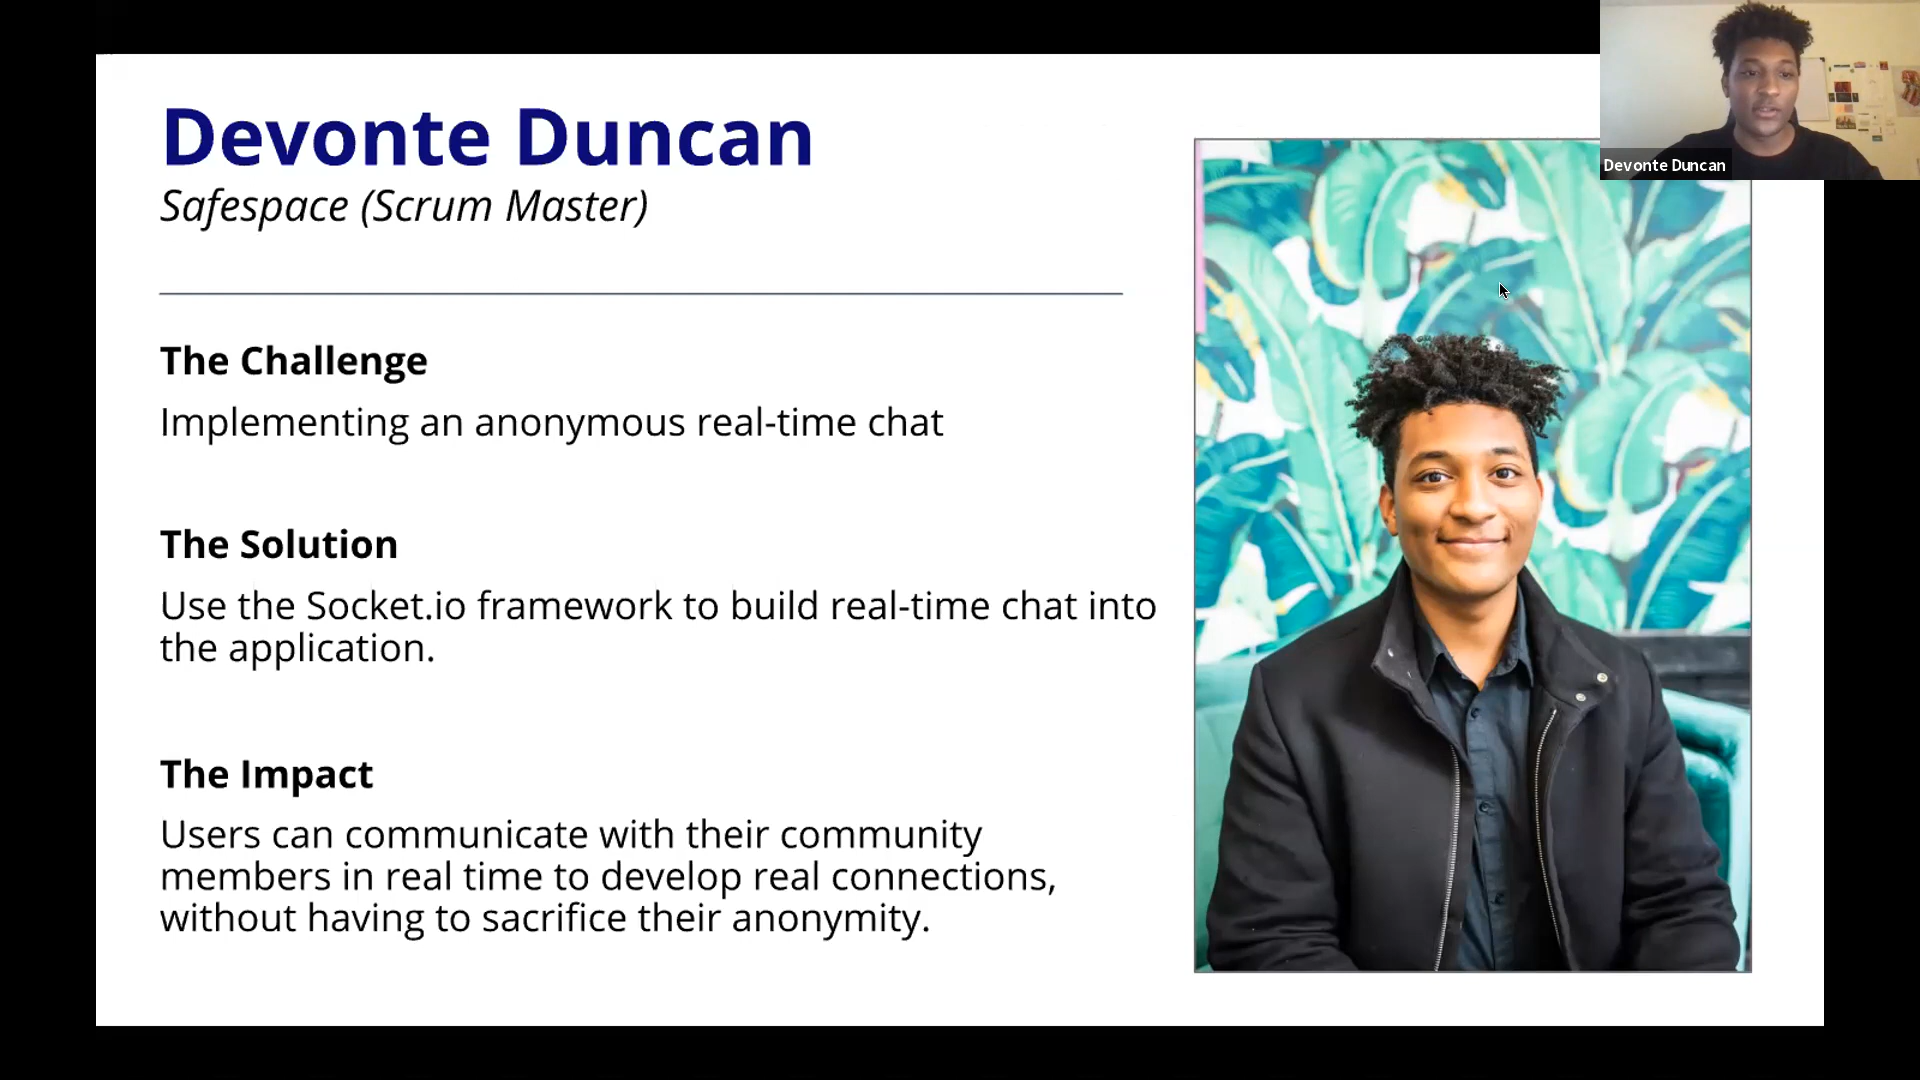 Devonte Duncan
Safespace (Scrum Master)
The Challenge
Implementing an anonymous real-time chat
The Solution
Use the Socket.io framework to build real-time chat into
the application.
The Impact
Users can communicate with their community
members in real time to develop real connections,
without having to sacrifice their anonymity.
Devonte Duncan